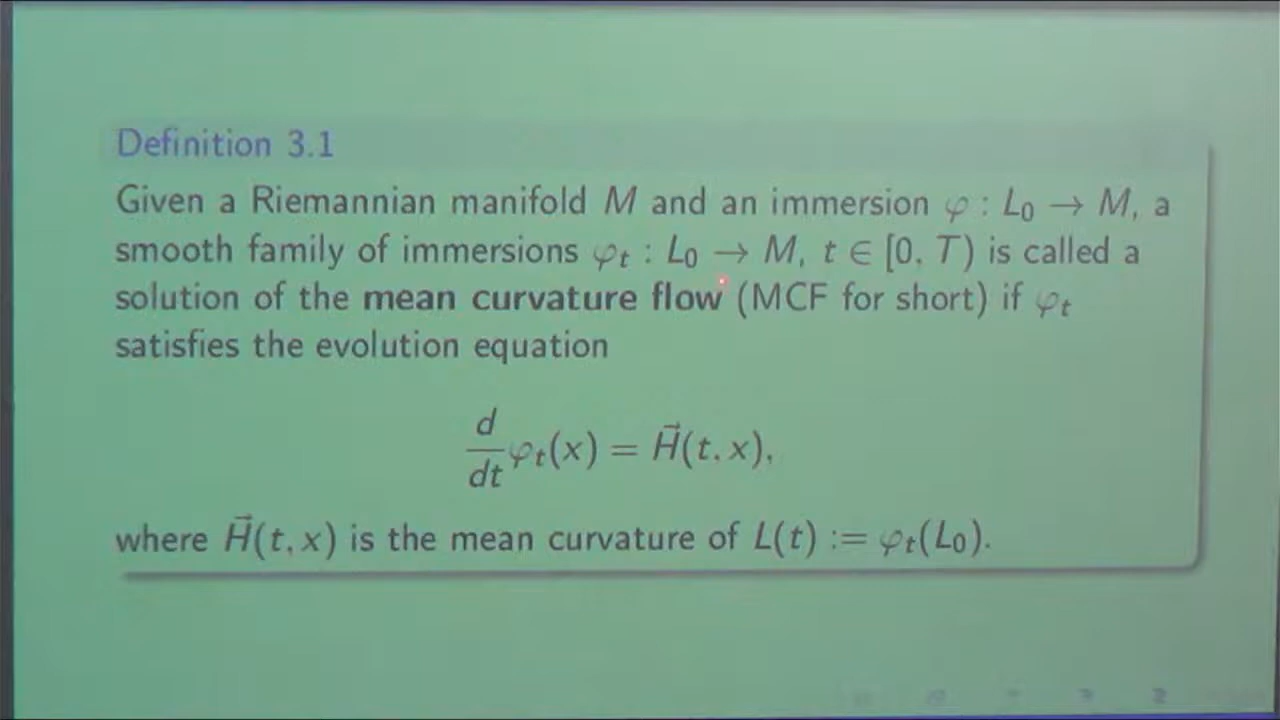 Definition 3.1
Given a Riemannian manifold M and an immersion φ : L₀ → M, a
smooth family of immersions φₜ : L₀ → M, t ∈ [0, T) is called a
solution of the mean curvature flow (MCF for short) if φₜ
satisfies the evolution equation
d/dt φₜ(x) = H⃗(t, x),
where H⃗(t, x) is the mean curvature of L(t) := φₜ(L₀).